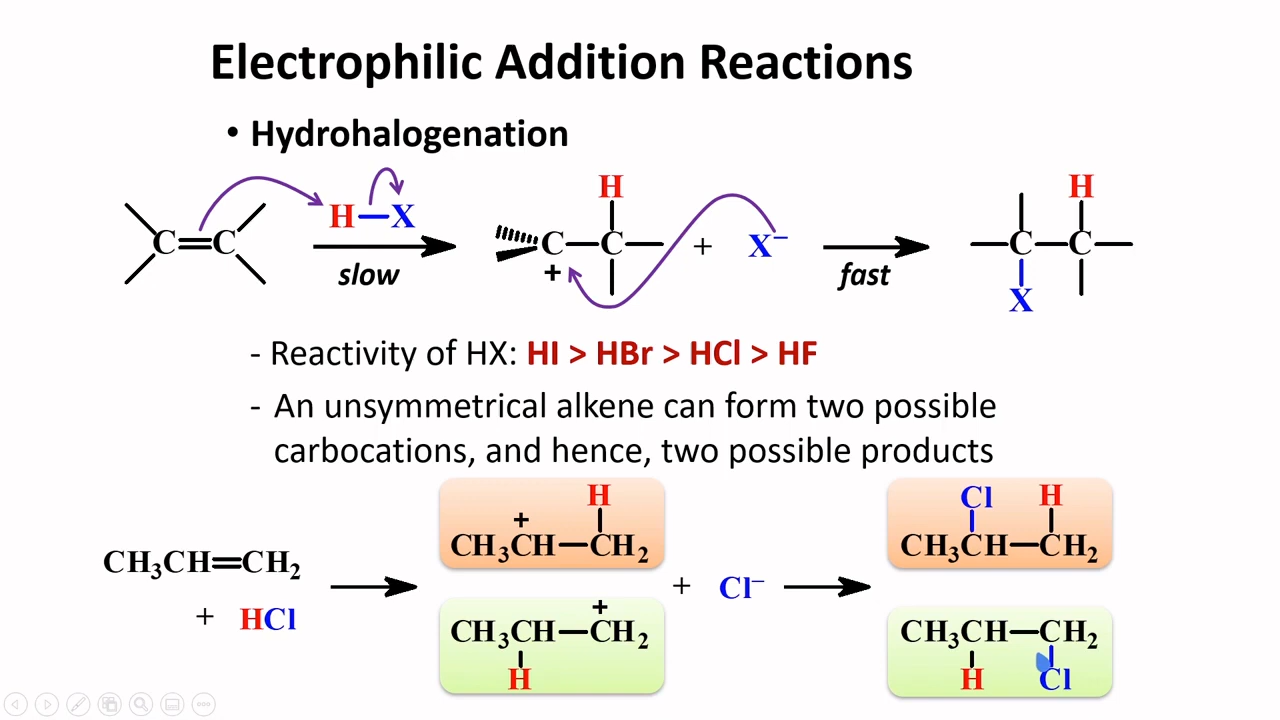 Electrophilic Addition Reactions
• Hydrohalogenation
C=C
H—X
slow
H
C—C
+
+
X⁻
fast
H
C—C
X
- Reactivity of HX: HI > HBr > HCl > HF
- An unsymmetrical alkene can form two possible
carbocations, and hence, two possible products
CH₃CH=CH₂
+ HCl
+ H
CH₃CH—CH₂
+
CH₃CH—CH₂
H
+ Cl⁻
Cl H
CH₃CH—CH₂
CH₃CH—CH₂
H Cl